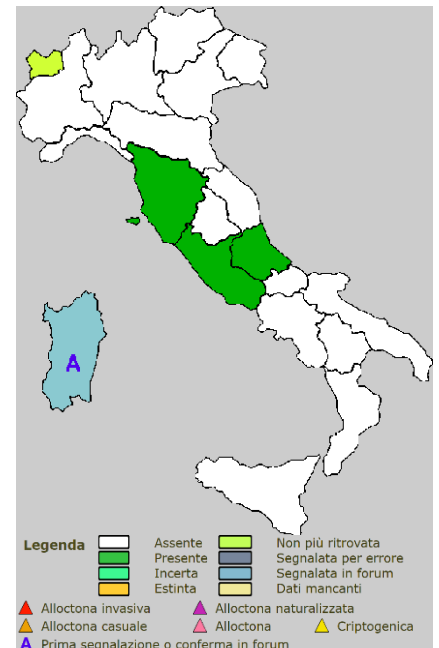 A
Legenda Assente Non più ritrovata
Presente Segnalata per errore
Incerta Segnalata in forum
Estinta Dati mancanti
Alloctona invasiva Alloctona naturalizzata
Alloctona casuale Alloctona Criptogenica
A Prima segnalazione o conferma in forum